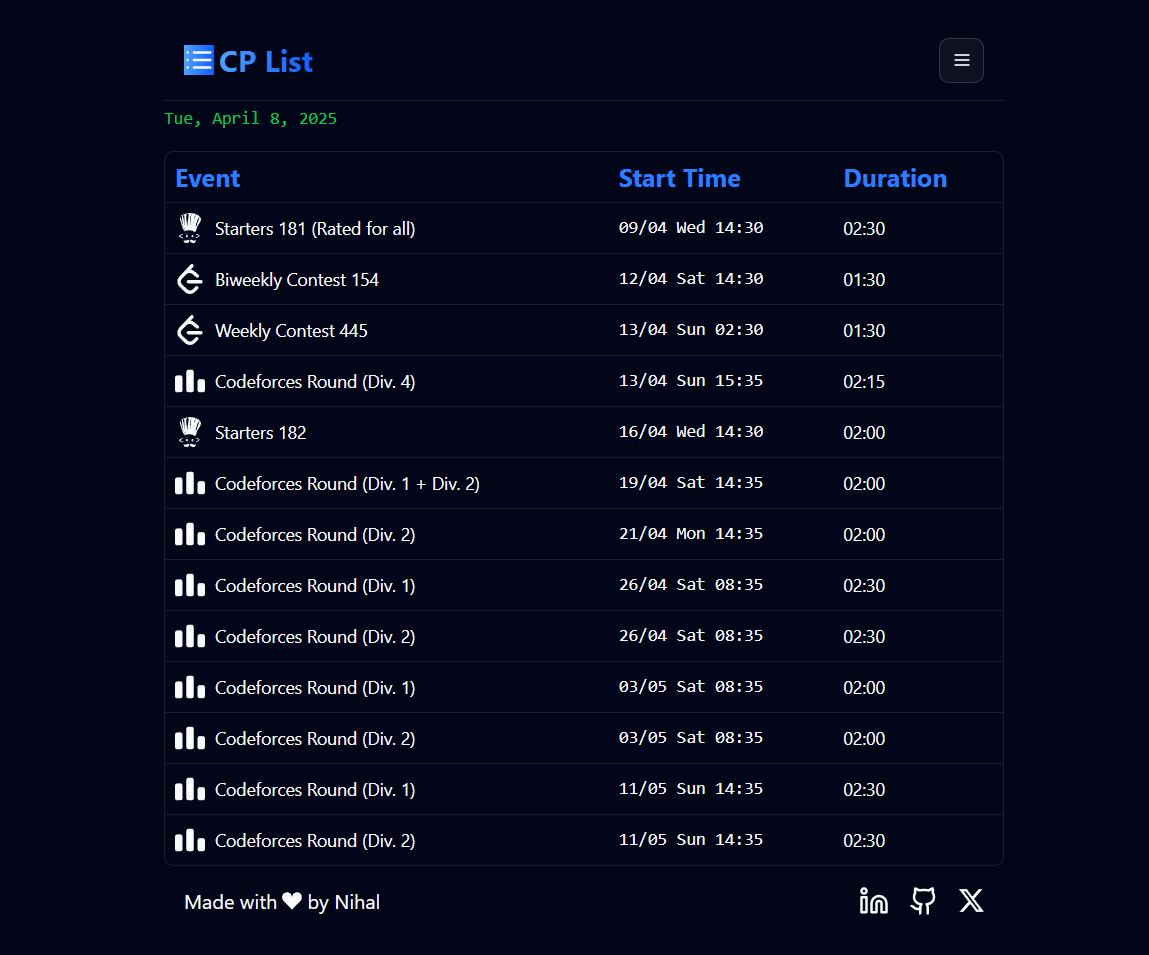 CP List
Tue, April 8, 2025
Event Start Time Duration
Starters 181 (Rated for all) 09/04 Wed 14:30 02:30
Biweekly Contest 154 12/04 Sat 14:30 01:30
Weekly Contest 445 13/04 Sun 02:30 01:30
Codeforces Round (Div. 4) 13/04 Sun 15:35 02:15
Starters 182 16/04 Wed 14:30 02:00
Codeforces Round (Div. 1 + Div. 2) 19/04 Sat 14:35 02:00
Codeforces Round (Div. 2) 21/04 Mon 14:35 02:00
Codeforces Round (Div. 1) 26/04 Sat 08:35 02:30
Codeforces Round (Div. 2) 26/04 Sat 08:35 02:30
Codeforces Round (Div. 1) 03/05 Sat 08:35 02:00
Codeforces Round (Div. 2) 03/05 Sat 08:35 02:00
Codeforces Round (Div. 1) 11/05 Sun 14:35 02:30
Codeforces Round (Div. 2) 11/05 Sun 14:35 02:30
Made with ♥ by Nihal